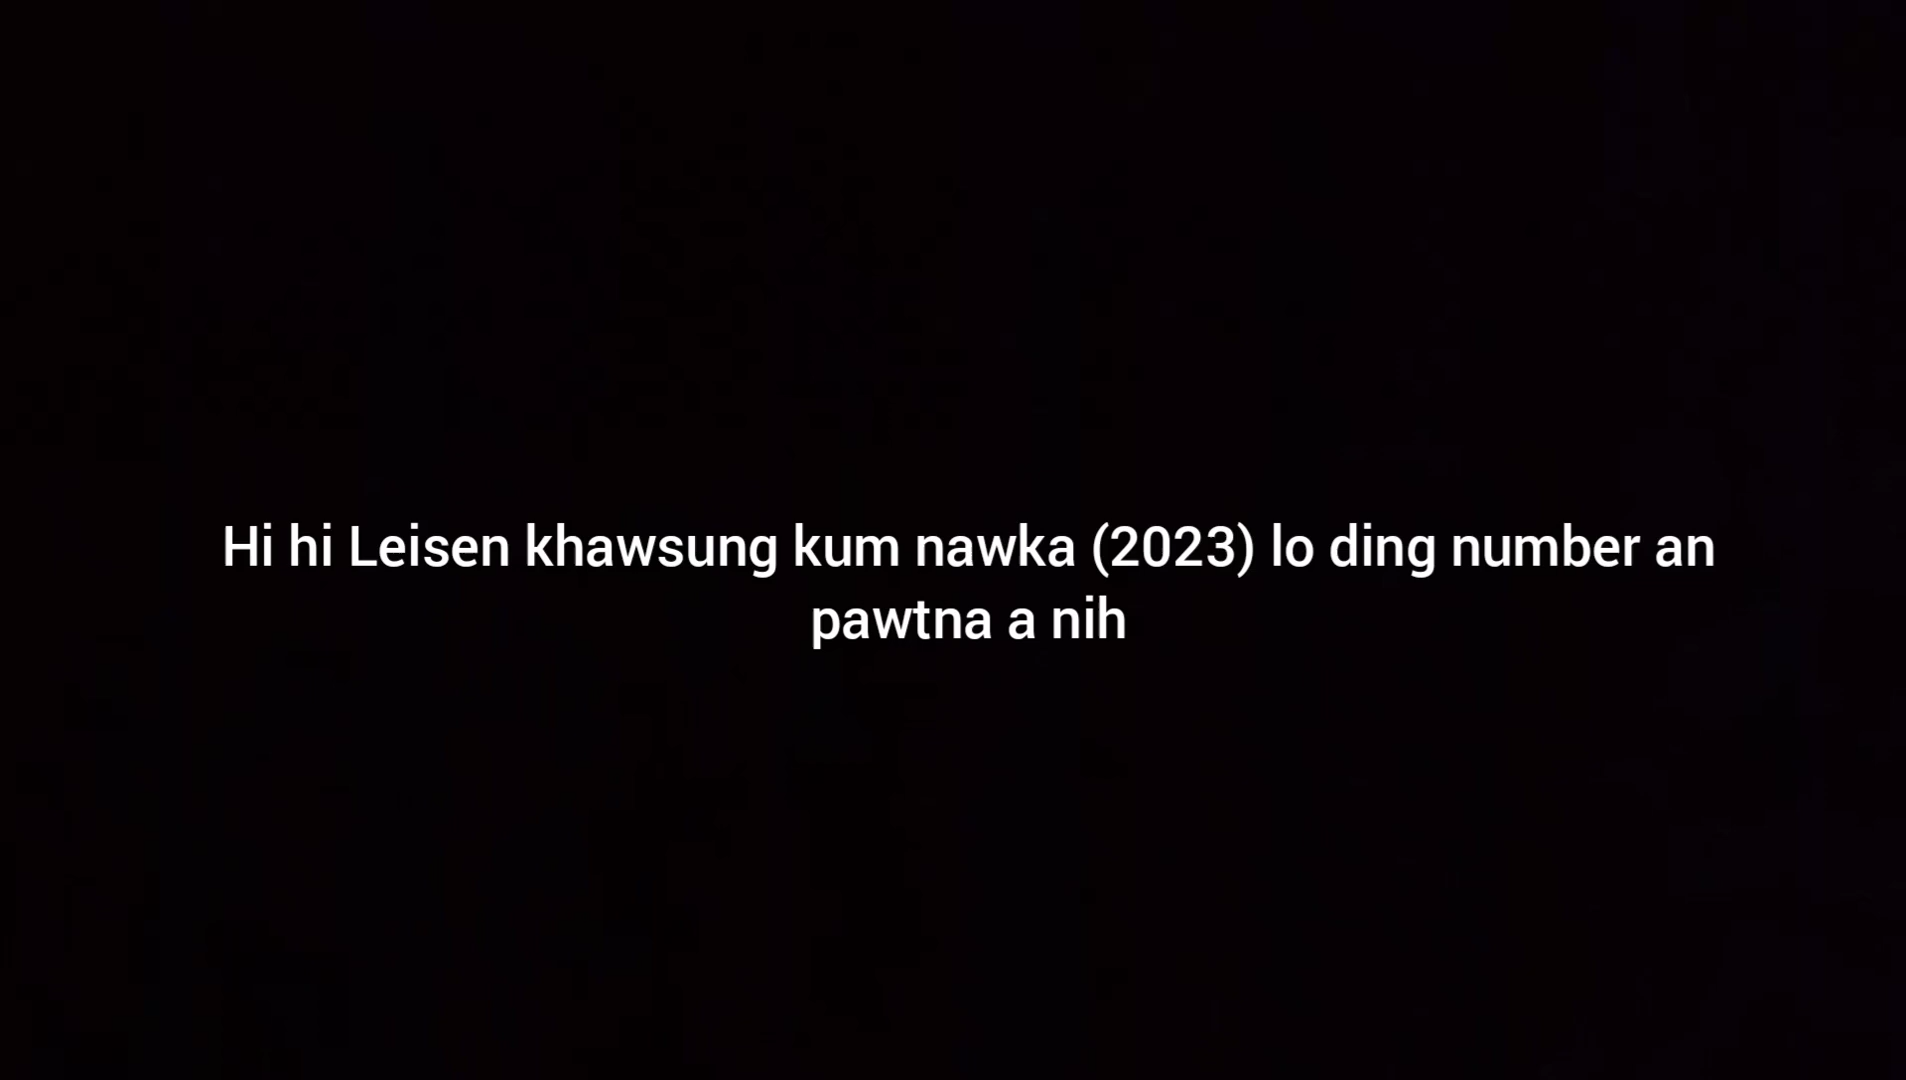 Hi hi Leisen khawsung kum nawka (2023) lo ding number an
pawtna a nih